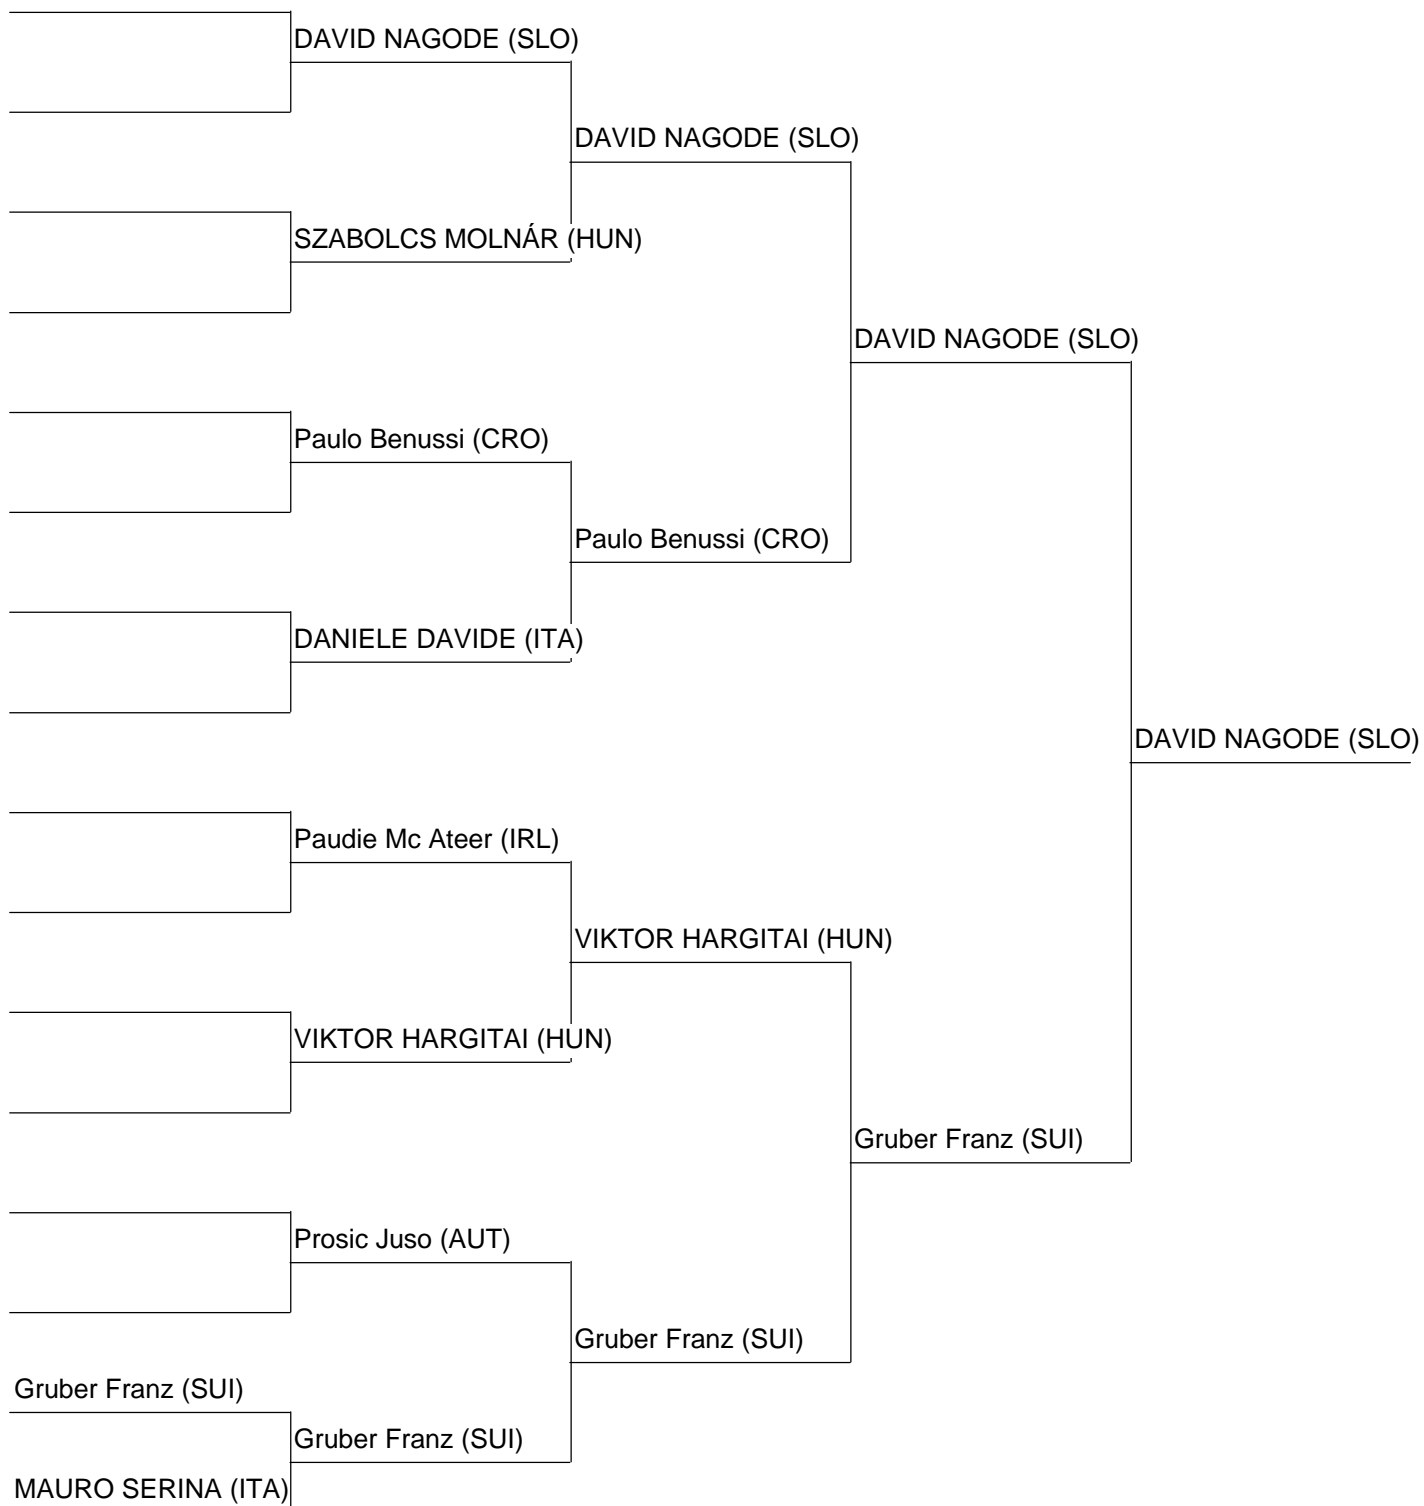 DAVID NAGODE (SLO)
DAVID NAGODE (SLO)
SZABOLCS MOLNÁR (HUN)
DAVID NAGODE (SLO)
Paulo Benussi (CRO)
Paulo Benussi (CRO)
DANIELE DAVIDE (ITA)
DAVID NAGODE (SLO)
Paudie Mc Ateer (IRL)
VIKTOR HARGITAI (HUN)
VIKTOR HARGITAI (HUN)
Gruber Franz (SUI)
Prosic Juso (AUT)
Gruber Franz (SUI)
Gruber Franz (SUI)
Gruber Franz (SUI)
MAURO SERINA (ITA)